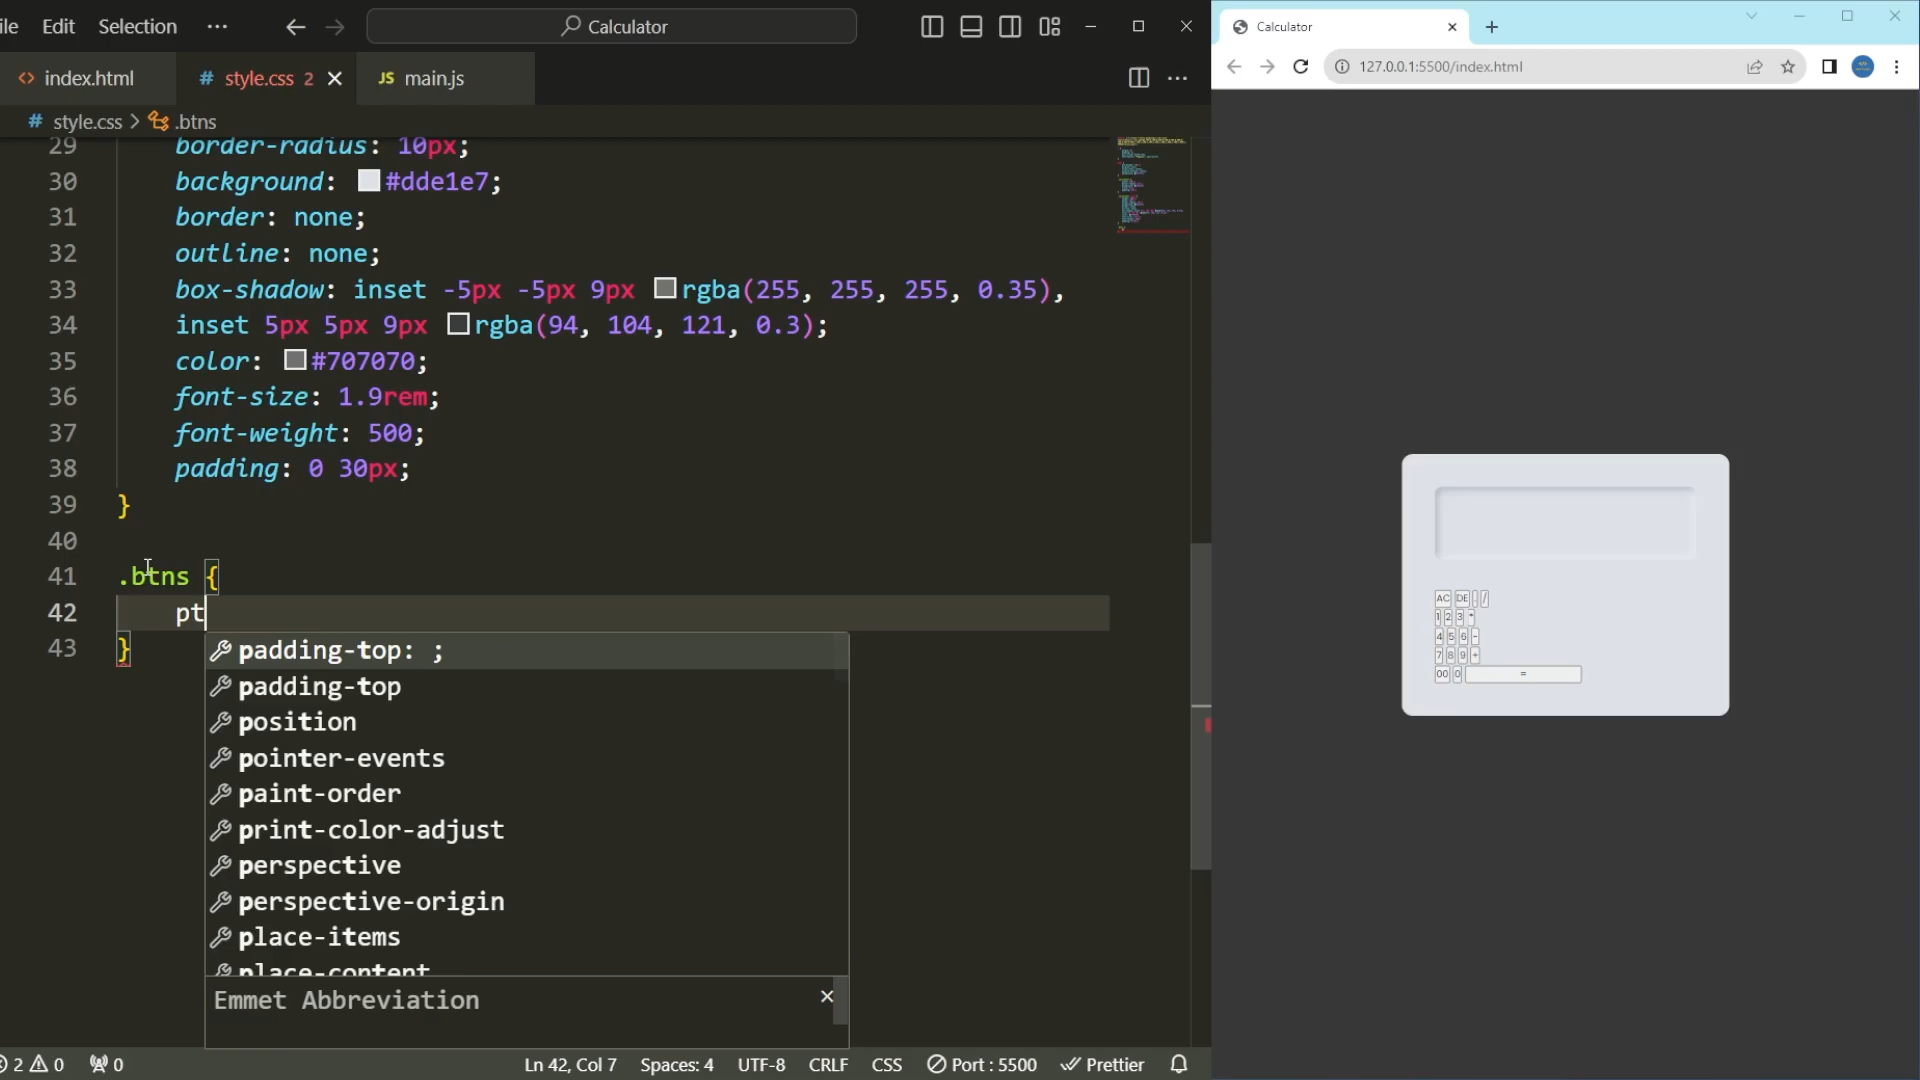 ile Edit Selection ··· Calculator
index.html # style.css 2 JS main.js
# style.css > .btns
29 border-radius: 10px;
30 background: #dde1e7;
31 border: none;
32 outline: none;
33 box-shadow: inset -5px -5px 9px rgba(255, 255, 255, 0.35),
34 inset 5px 5px 9px rgba(94, 104, 121, 0.3);
35 color: #707070;
36 font-size: 1.9rem;
37 font-weight: 500;
38 padding: 0 30px;
39 }
40
41 .btns {
42 pt
43 }
padding-top: ;
padding-top
position
pointer-events
paint-order
print-color-adjust
perspective
perspective-origin
place-items
place-content
Emmet Abbreviation
2 0 0 Ln 42, Col 7 Spaces: 4 UTF-8 CRLF CSS Port : 5500 Prettier
Calculator
127.0.0.1:5500/index.html
AC DE . /
1 2 3 *
4 5 6 -
7 8 9 +
00 0 =